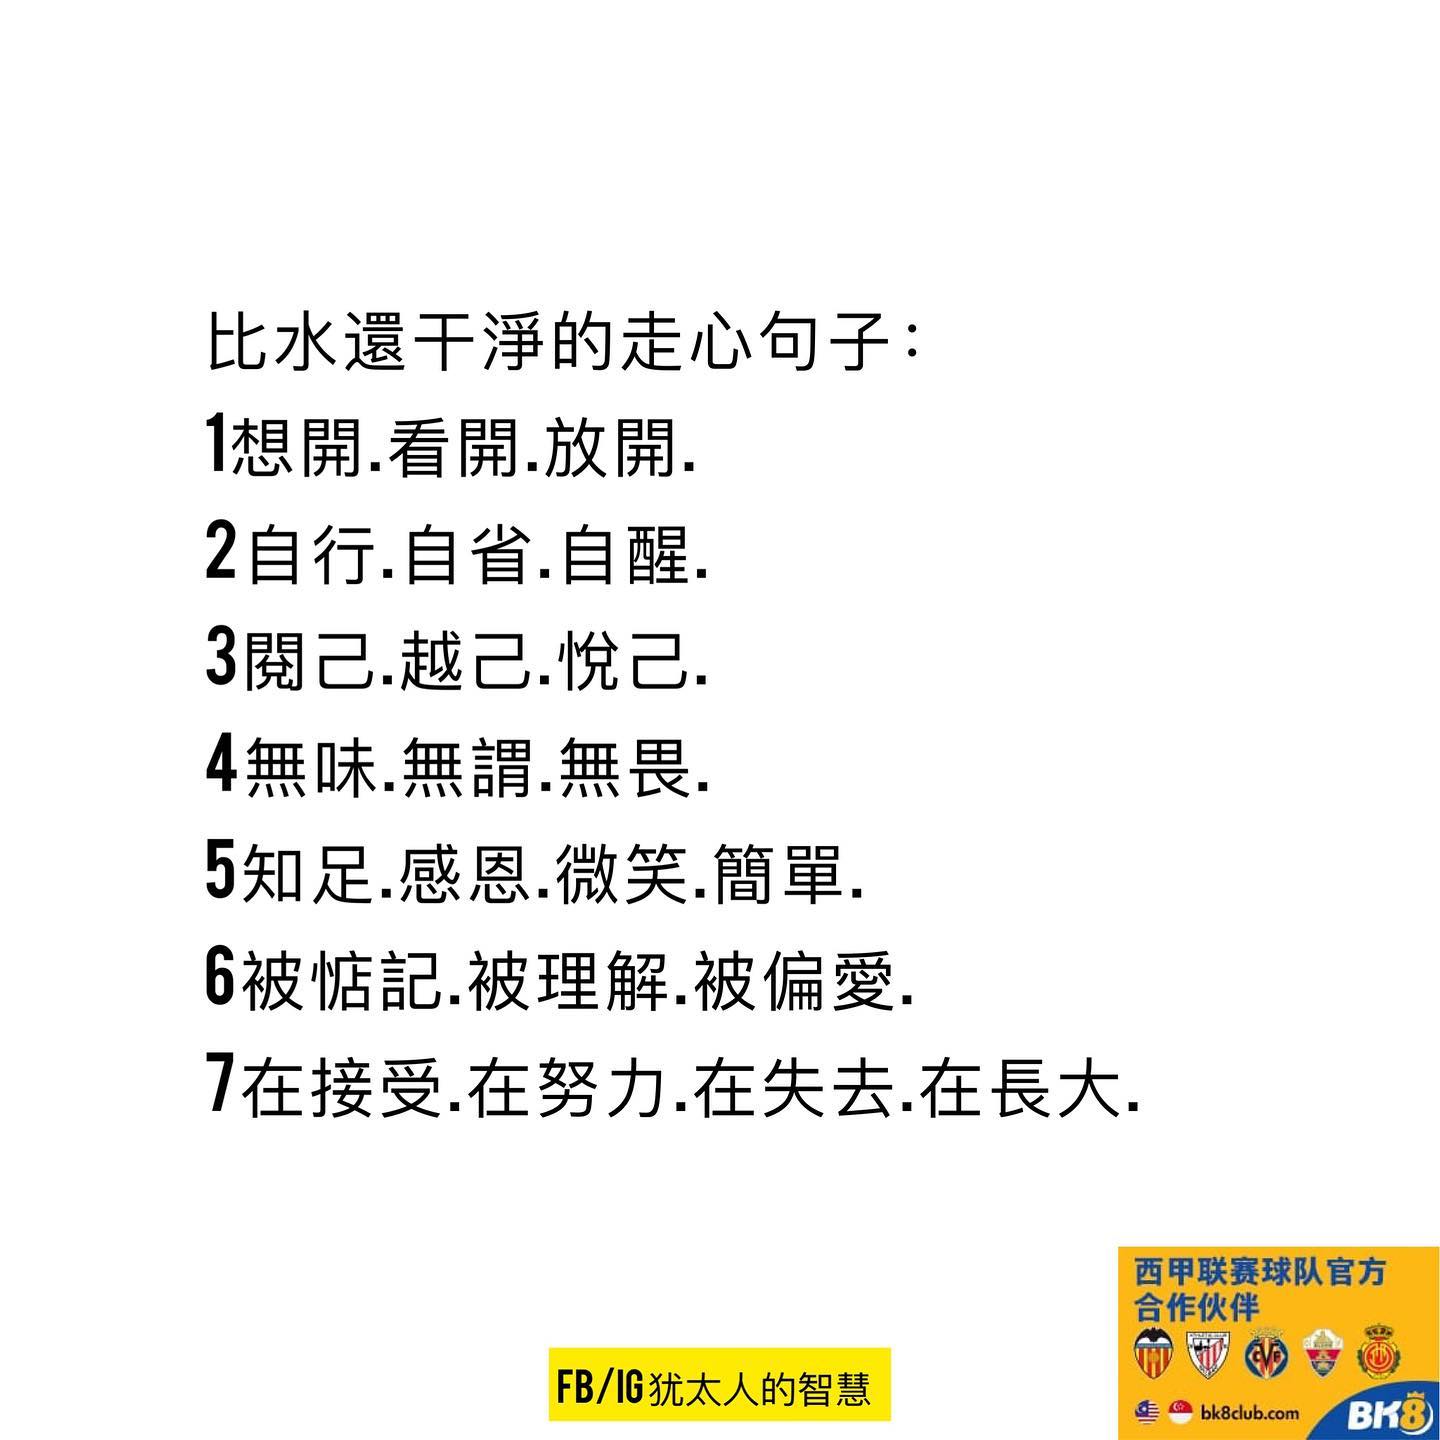 比水還干淨的走心句子：
1想開.看開.放開.
2自行.自省.自醒.
3閱己.越己.悅己.
4無味.無謂.無畏.
5知足.感恩.微笑.簡單.
6被惦記.被理解.被偏愛.
7在接受.在努力.在失去.在長大.
西甲联赛球队官方
合作伙伴
bk8club.com
BK8
FB/IG犹太人的智慧